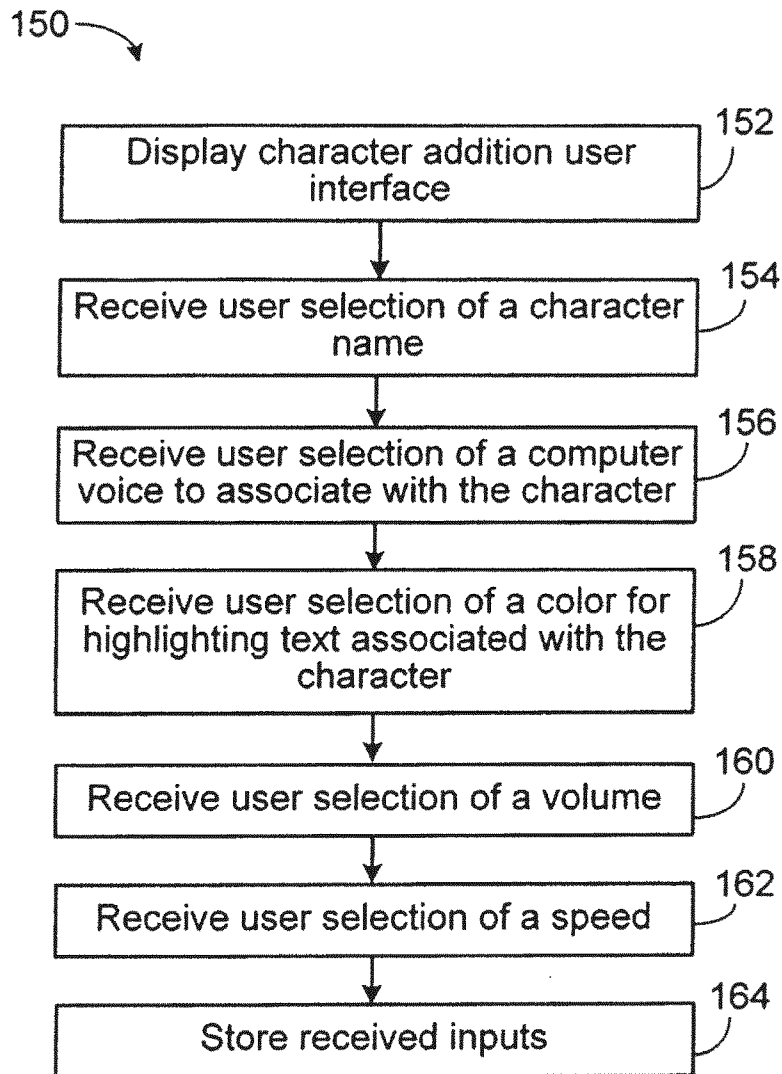 150
152
Display character addition user
interface
154
Receive user selection of a character
name
156
Receive user selection of a computer
voice to associate with the character
158
Receive user selection of a color for
highlighting text associated with the
character
160
Receive user selection of a volume
162
Receive user selection of a speed
164
Store received inputs